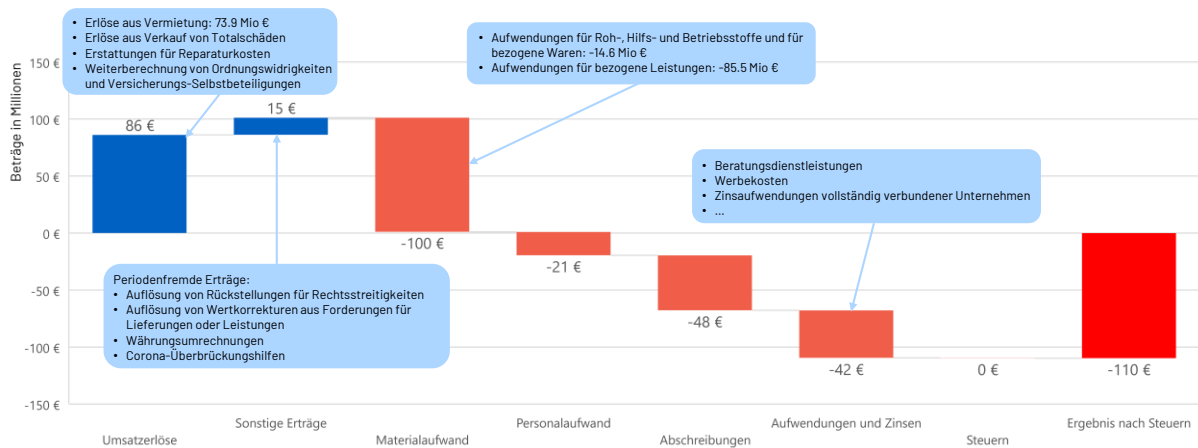 • Erlöse aus Vermietung: 73.9 Mio €
• Erlöse aus Verkauf von Totalschäden
• Erstattungen für Reparaturkosten
• Weiterberechnung von Ordnungswidrigkeiten
und Versicherungs-Selbstbeteiligungen
• Aufwendungen für Roh-, Hilfs- und Betriebsstoffe und für
bezogene Waren: -14.6 Mio €
• Aufwendungen für bezogene Leistungen: -85.5 Mio €
Beträge in Millionen
150 €
100 €
50 €
0 €
-50 €
-100 €
-150 €
86 €
15 €
-100 €
-21 €
-48 €
-42 €
0 €
-110 €
• Beratungsdienstleistungen
• Werbekosten
• Zinsaufwendungen vollständig verbundener Unternehmen
• ...
Periodenfremde Erträge:
• Auflösung von Rückstellungen für Rechtsstreitigkeiten
• Auflösung von Wertkorrekturen aus Forderungen für
Lieferungen oder Leistungen
• Währungsumrechnungen
• Corona-Überbrückungshilfen
Umsatzerlöse
Sonstige Erträge
Materialaufwand
Personalaufwand
Abschreibungen
Aufwendungen und Zinsen
Steuern
Ergebnis nach Steuern